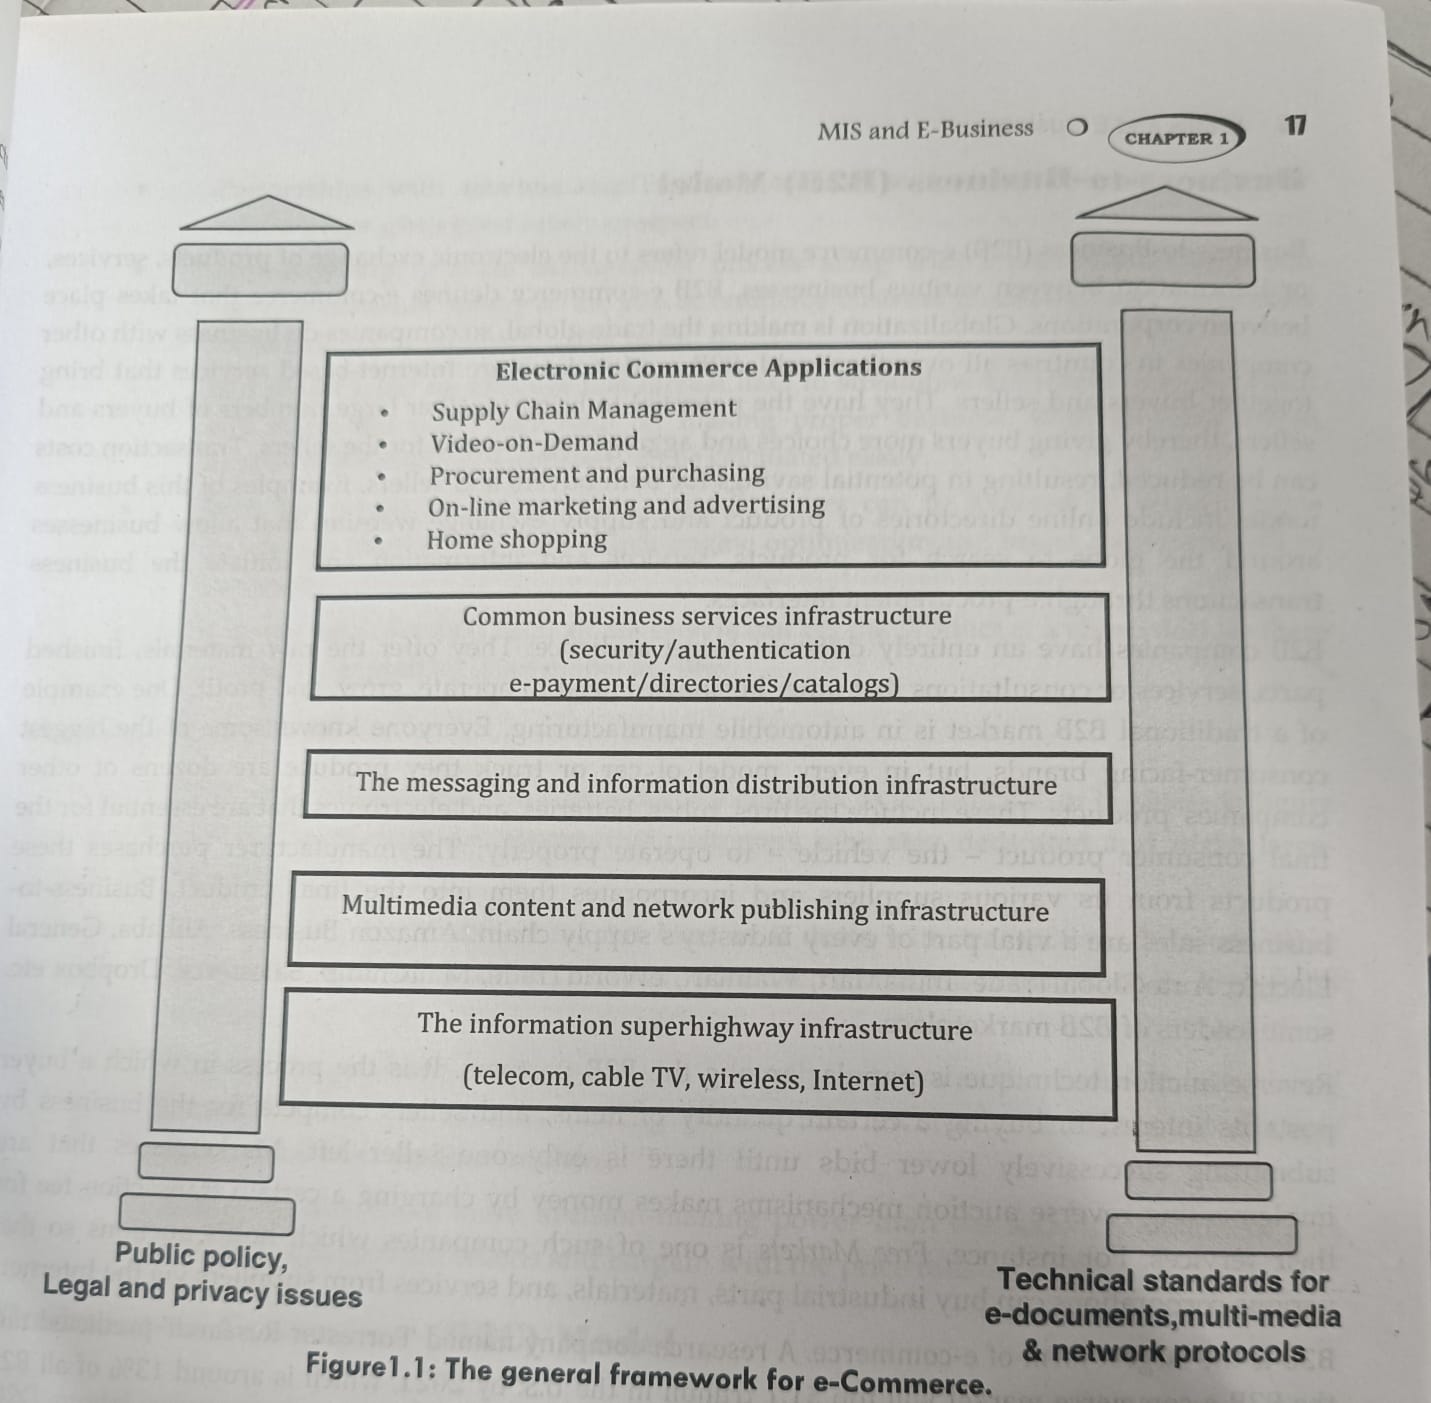 MIS and E-Business CHAPTER 1 17
Electronic Commerce Applications
• Supply Chain Management
• Video-on-Demand
• Procurement and purchasing
• On-line marketing and advertising
• Home shopping
Common business services infrastructure
(security/authentication
e-payment/directories/catalogs)
The messaging and information distribution infrastructure
Multimedia content and network publishing infrastructure
The information superhighway infrastructure
(telecom, cable TV, wireless, Internet)
Public policy,
Legal and privacy issues
Technical standards for
e-documents,multi-media
& network protocols
Figure1.1: The general framework for e-Commerce.